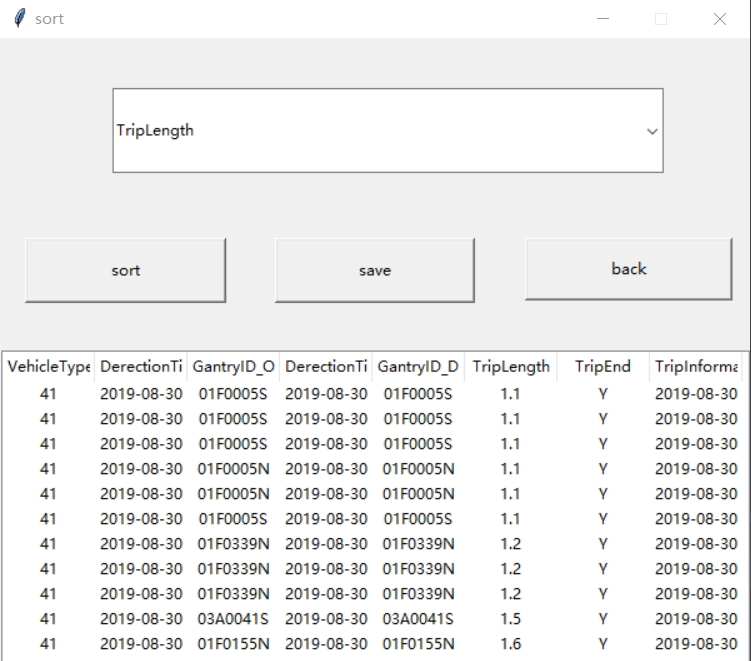 sort
TripLength
sort save back
VehicleType DerectionTi GantryID_O DerectionTi GantryID_D TripLength TripEnd TripInforma
41 2019-08-30 01F0005S 2019-08-30 01F0005S 1.1 Y 2019-08-30
41 2019-08-30 01F0005S 2019-08-30 01F0005S 1.1 Y 2019-08-30
41 2019-08-30 01F0005S 2019-08-30 01F0005S 1.1 Y 2019-08-30
41 2019-08-30 01F0005N 2019-08-30 01F0005N 1.1 Y 2019-08-30
41 2019-08-30 01F0005N 2019-08-30 01F0005N 1.1 Y 2019-08-30
41 2019-08-30 01F0005S 2019-08-30 01F0005S 1.1 Y 2019-08-30
41 2019-08-30 01F0339N 2019-08-30 01F0339N 1.2 Y 2019-08-30
41 2019-08-30 01F0339N 2019-08-30 01F0339N 1.2 Y 2019-08-30
41 2019-08-30 01F0339N 2019-08-30 01F0339N 1.2 Y 2019-08-30
41 2019-08-30 03A0041S 2019-08-30 03A0041S 1.5 Y 2019-08-30
41 2019-08-30 01F0155N 2019-08-30 01F0155N 1.6 Y 2019-08-30